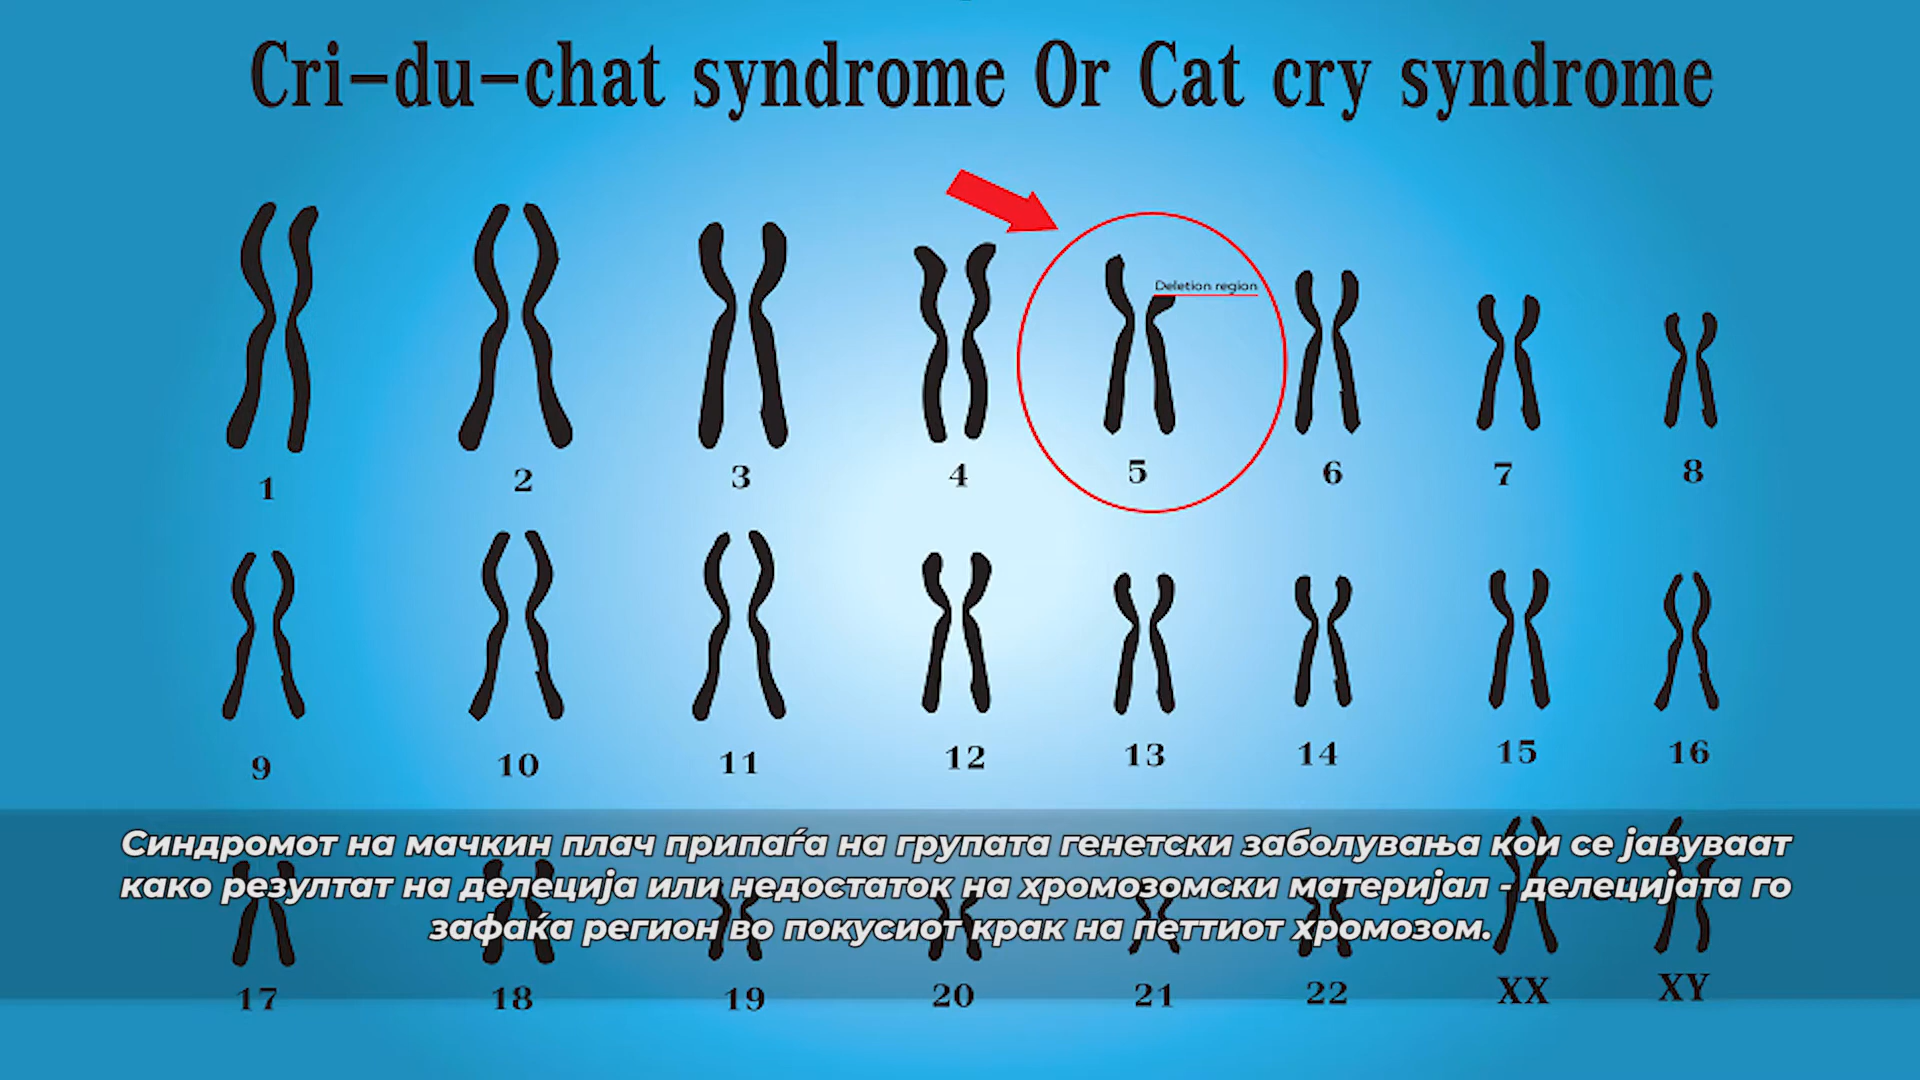 Cri-du-chat syndrome Or Cat cry syndrome
Deletion region
1 2 3 4 5 6 7 8
9 10 11 12 13 14 15 16
Синдромот на мачкин плач припаѓа на групата генетски заболувања кои се јавуваат
како резултат на делеција или недостаток на хромозомски материјал - делецијата го
зафаќа регион во покусиот крак на петтиот хромозом.
17 18 19 20 21 22 XX XY